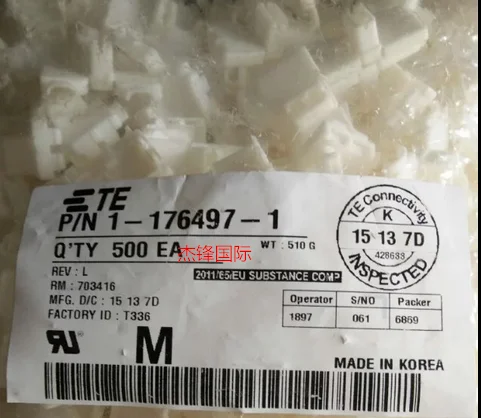 TE
P/N 1-176497-1
Q'TY 500 EA
WT : 510 G
杰锋国际
REV : L
2011/65/EU SUBSTANCE COMP
RM : 703416
MFG. D/C : 15 13 7D
FACTORY ID : T336
TE Connectivity
K
15 13 7D
428633
INSPECTED
Operator S/NO Packer
1897 061 6869
RU
M
MADE IN KOREA